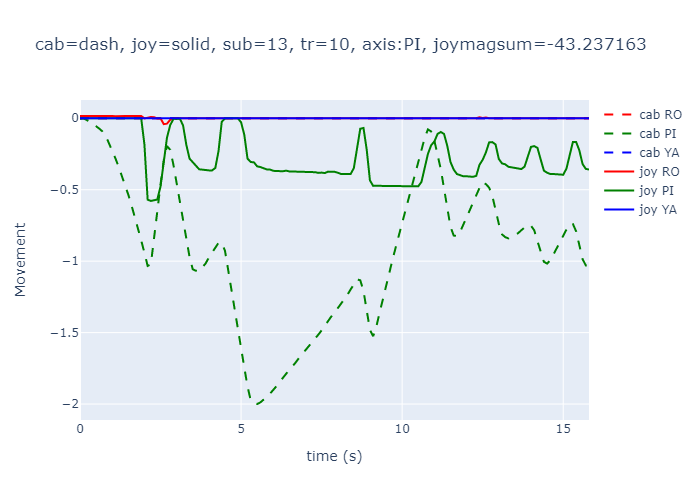 cab=dash, joy=solid, sub=13, tr=10, axis:PI, joymagsum=-43.237163
0
−0.5
−1
−1.5
−2
Movement
0
5
10
15
time (s)
cab RO
cab PI
cab YA
joy RO
joy PI
joy YA